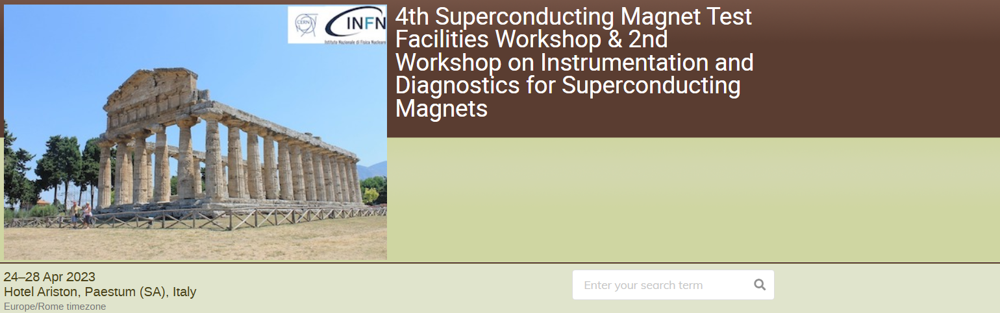 CERN
INFN
Istituto Nazionale di Fisica Nucleare
4th Superconducting Magnet Test
Facilities Workshop & 2nd
Workshop on Instrumentation and
Diagnostics for Superconducting
Magnets
24–28 Apr 2023
Hotel Ariston, Paestum (SA), Italy
Europe/Rome timezone
Enter your search term